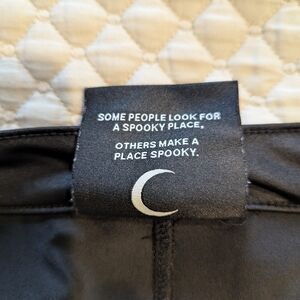 SOME PEOPLE LOOK FOR
A SPOOKY PLACE.
OTHERS MAKE A
PLACE SPOOKY.